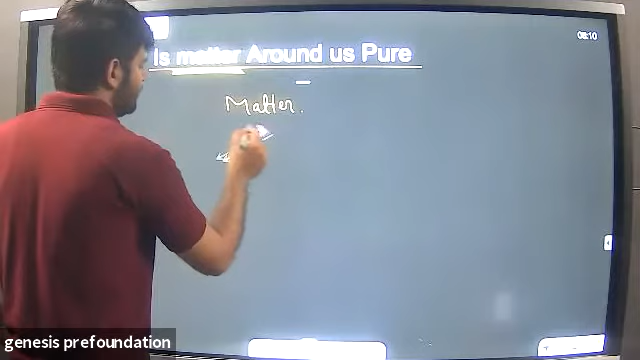 08:10
Is matter Around us Pure
Matter.
genesis prefoundation